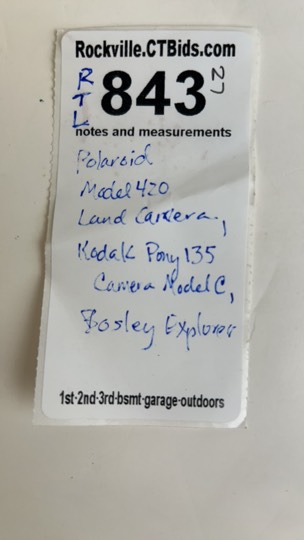 Rockville.CTBids.com
RTL 843 27
notes and measurements
Polaroid
Model 420
Land Camera,
Kodak Pony 135
Camera Model C,
Bosley Explorer
1st-2nd-3rd-bsmt-garage-outdoors